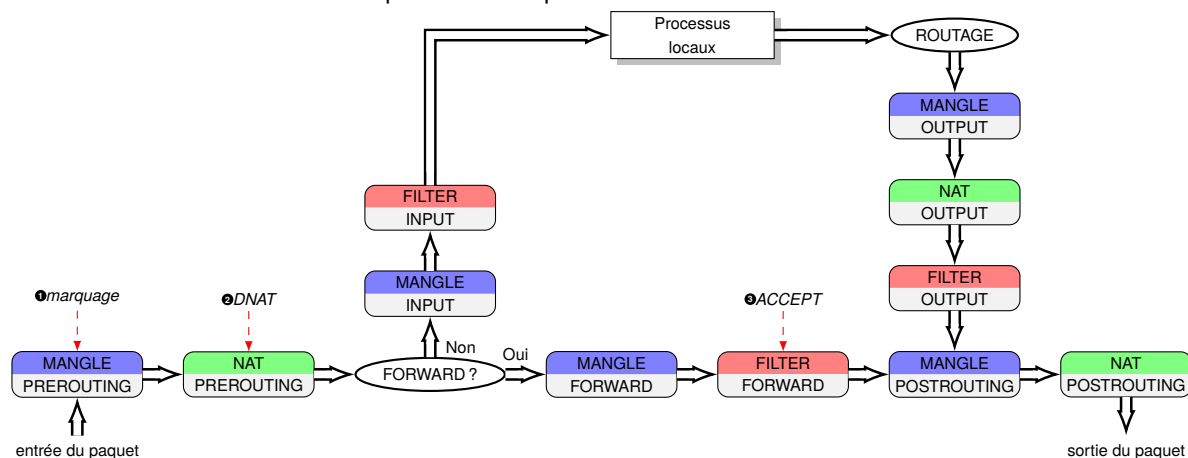 Processus
locaux
ROUTAGE
MANGLE
OUTPUT
NAT
OUTPUT
FILTER
INPUT
FILTER
OUTPUT
MANGLE
INPUT
❶marquage
❷DNAT
❸ACCEPT
Non
Oui
MANGLE
PREROUTING
NAT
PREROUTING
FORWARD ?
MANGLE
FORWARD
FILTER
FORWARD
MANGLE
POSTROUTING
NAT
POSTROUTING
entrée du paquet
sortie du paquet